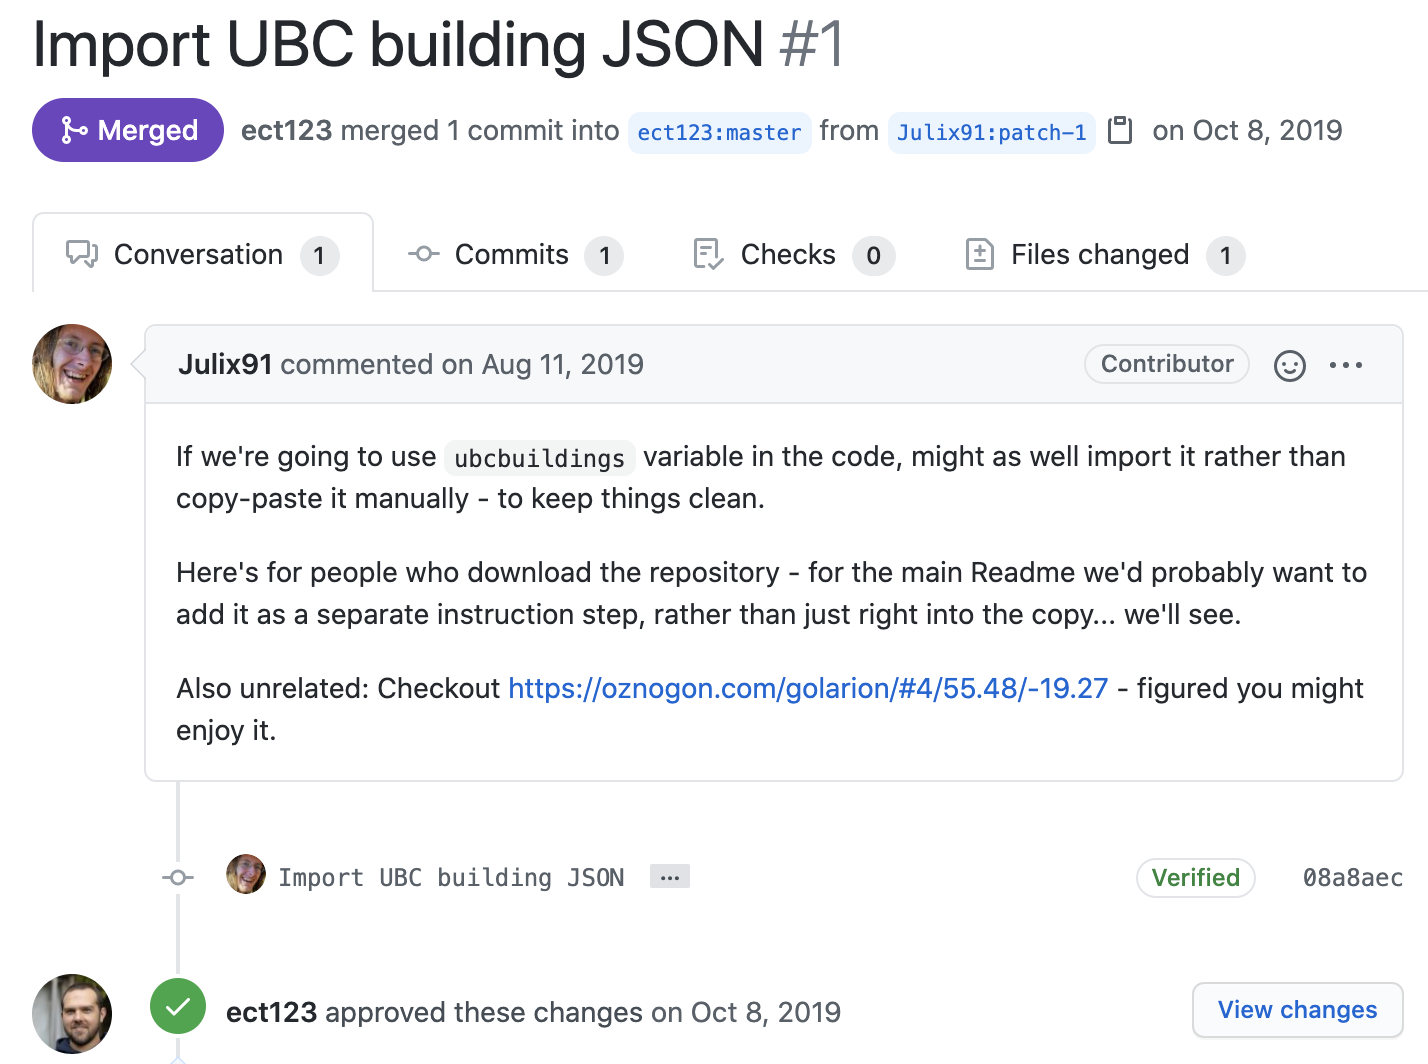 Import UBC building JSON #1
Merged ect123 merged 1 commit into ect123:master from Julix91:patch-1 on Oct 8, 2019
Conversation 1 Commits 1 Checks 0 Files changed 1
Julix91 commented on Aug 11, 2019 Contributor ...
If we're going to use ubcbuildings variable in the code, might as well import it rather than
copy-paste it manually - to keep things clean.
Here's for people who download the repository - for the main Readme we'd probably want to
add it as a separate instruction step, rather than just right into the copy... we'll see.
Also unrelated: Checkout https://oznogon.com/golarion/#4/55.48/-19.27 - figured you might
enjoy it.
Import UBC building JSON ... Verified 08a8aec
ect123 approved these changes on Oct 8, 2019 View changes